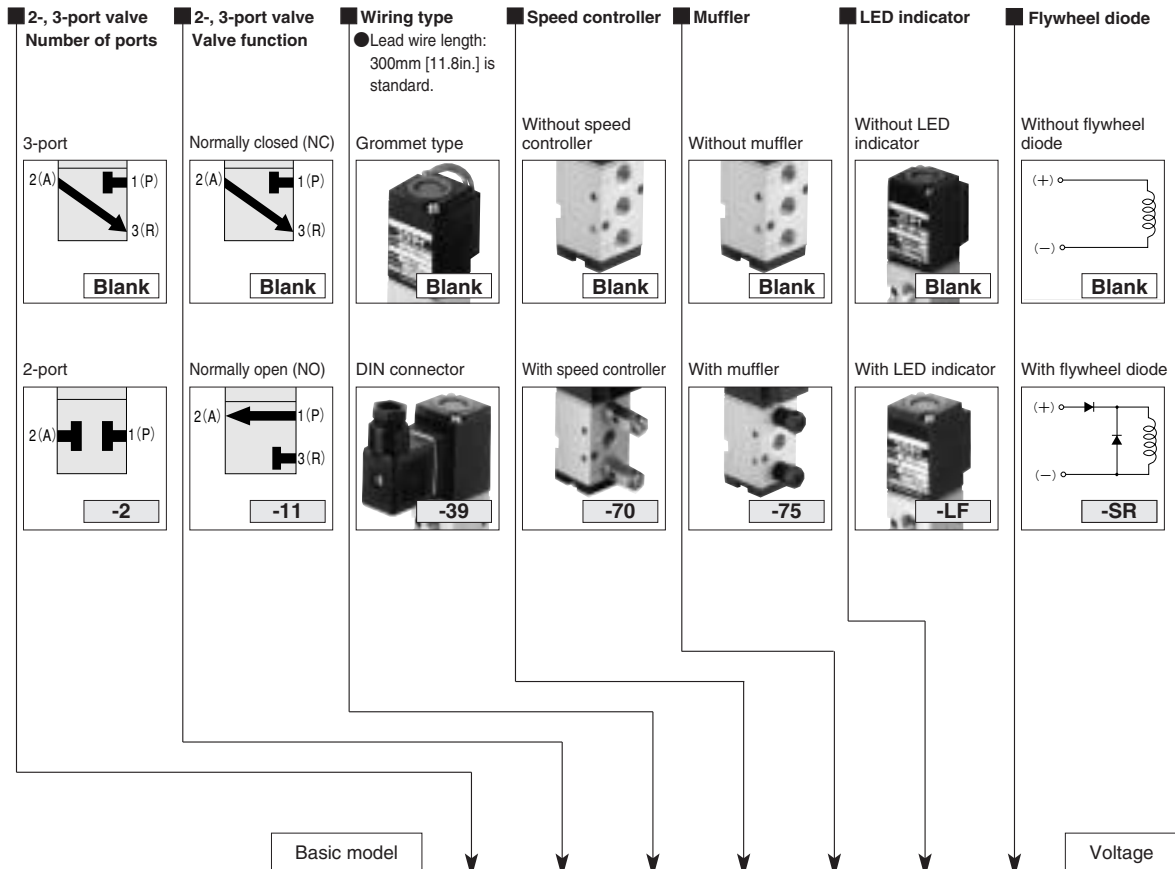 ■ 2-, 3-port valve
Number of ports
■ 2-, 3-port valve
Valve function
■ Wiring type
●Lead wire length:
300mm [11.8in.] is
standard.
■ Speed controller
■ Muffler
■ LED indicator
■ Flywheel diode
3-port
2(A)
1(P)
3(R)
Blank
Normally closed (NC)
2(A)
1(P)
3(R)
Blank
Grommet type
Blank
Without speed
controller
Blank
Without muffler
Blank
Without LED
indicator
Blank
Without flywheel
diode
(+)
(−)
Blank
2-port
2(A)
1(P)
-2
Normally open (NO)
2(A)
1(P)
3(R)
-11
DIN connector
-39
With speed controller
-70
With muffler
-75
With LED indicator
-LF
With flywheel diode
(+)
(−)
-SR
Basic model
Voltage